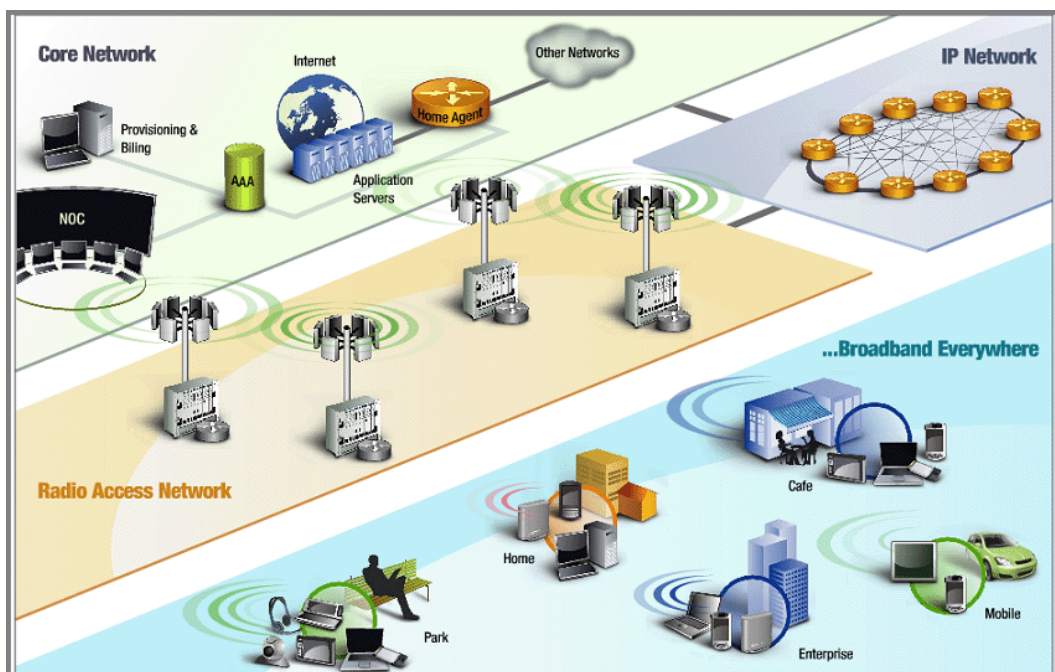 Core Network
Internet
Other Networks
IP Network
Home Agent
Provisioning &
Biling
AAA
Application
Servers
NOC
...Broadband Everywhere
Radio Access Network
Cafe
Home
Park
Enterprise
Mobile